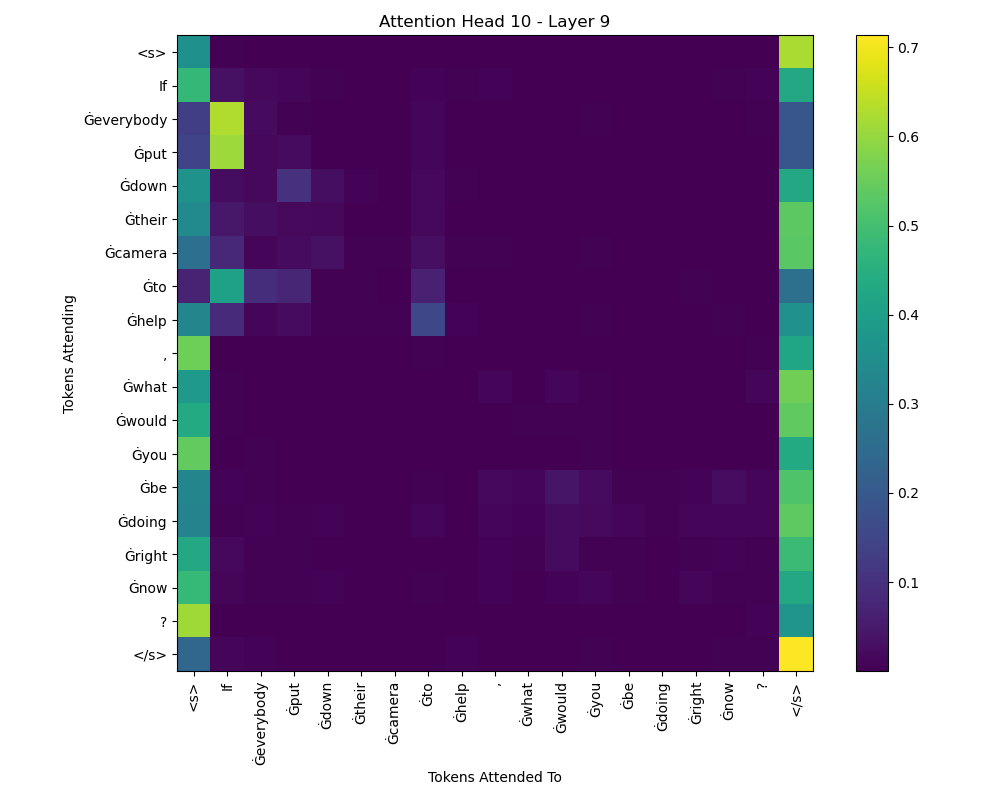 Attention Head 10 - Layer 9
Tokens Attending
<s>
If
Ġeverybody
Ġput
Ġdown
Ġtheir
Ġcamera
Ġto
Ġhelp
,
Ġwhat
Ġwould
Ġyou
Ġbe
Ġdoing
Ġright
Ġnow
?
</s>
<s>
If
Ġeverybody
Ġput
Ġdown
Ġtheir
Ġcamera
Ġto
Ġhelp
,
Ġwhat
Ġwould
Ġyou
Ġbe
Ġdoing
Ġright
Ġnow
?
</s>
Tokens Attended To
0.7
0.6
0.5
0.4
0.3
0.2
0.1